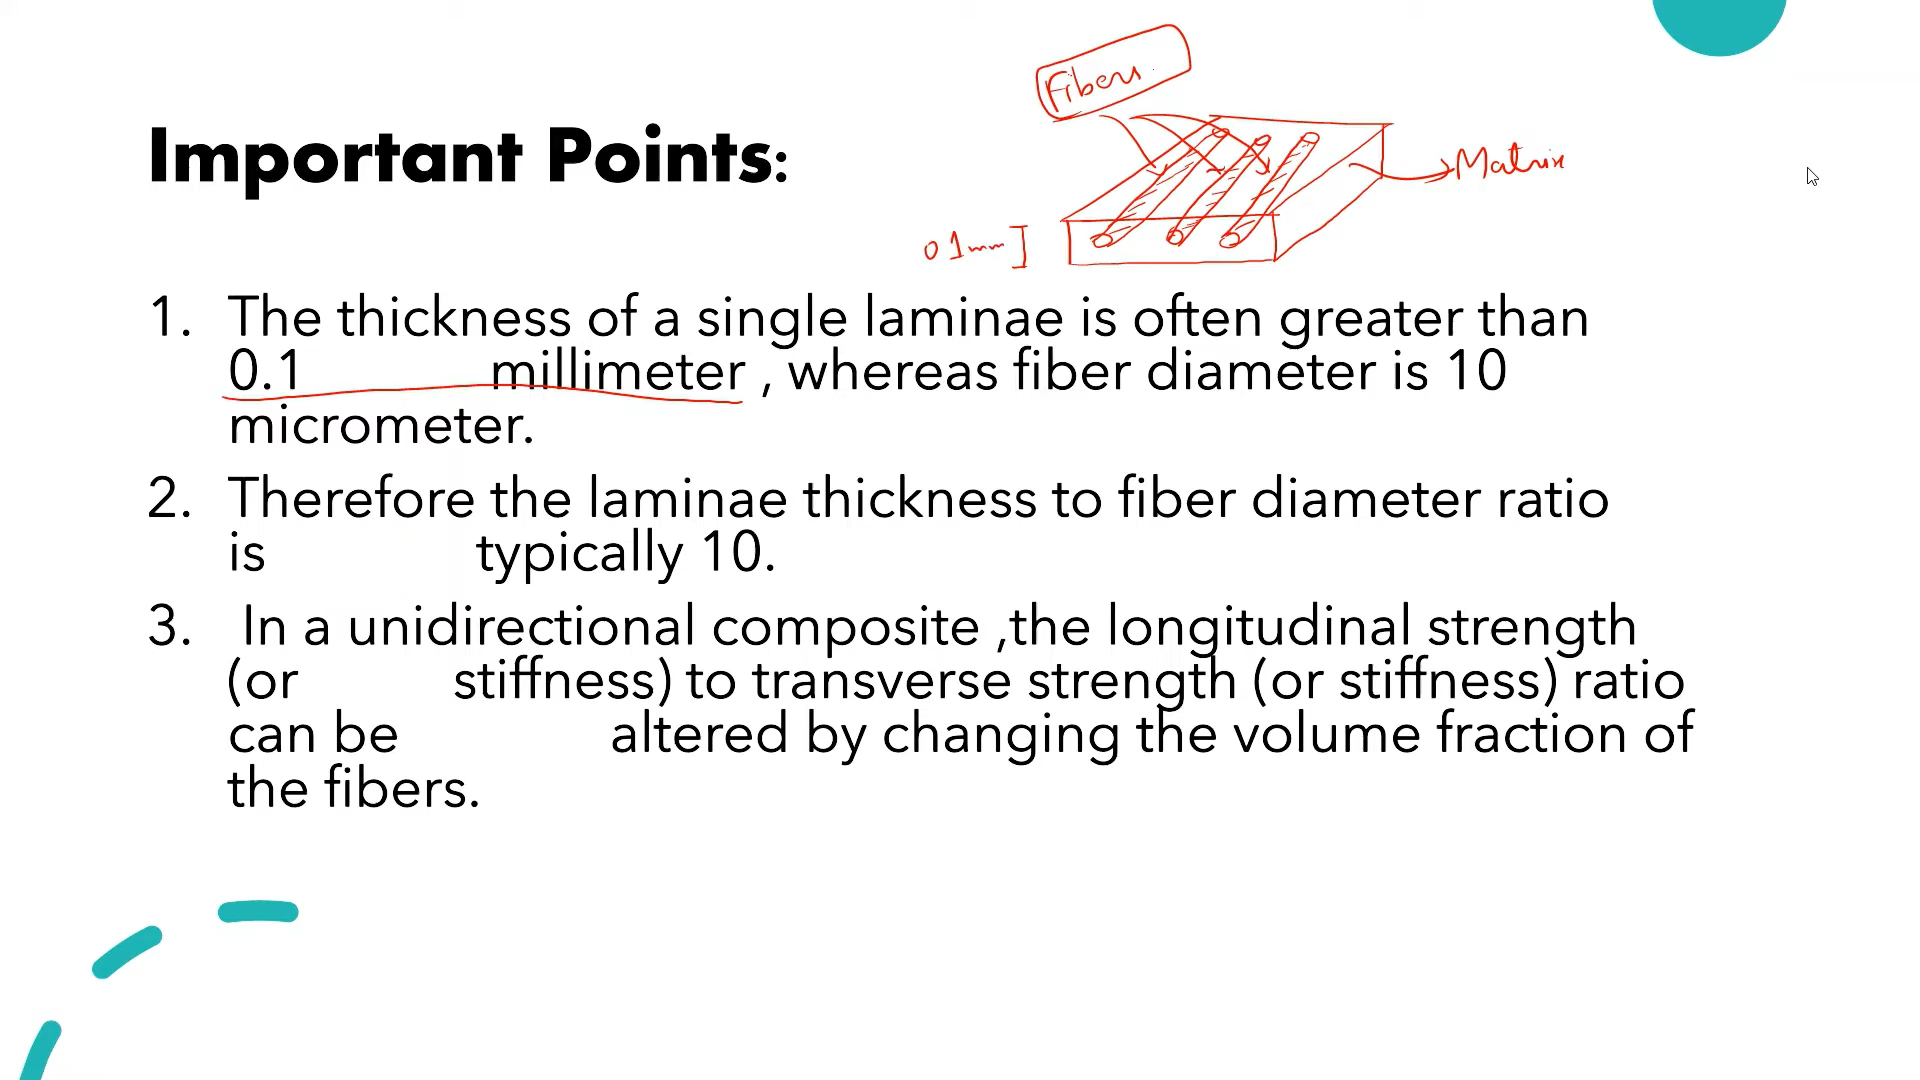 Fibers
Important Points:
Matrix
0 1mm
1. The thickness of a single laminae is often greater than
0.1 millimeter , whereas fiber diameter is 10
micrometer.
2. Therefore the laminae thickness to fiber diameter ratio
is typically 10.
3. In a unidirectional composite ,the longitudinal strength
(or stiffness) to transverse strength (or stiffness) ratio
can be altered by changing the volume fraction of
the fibers.